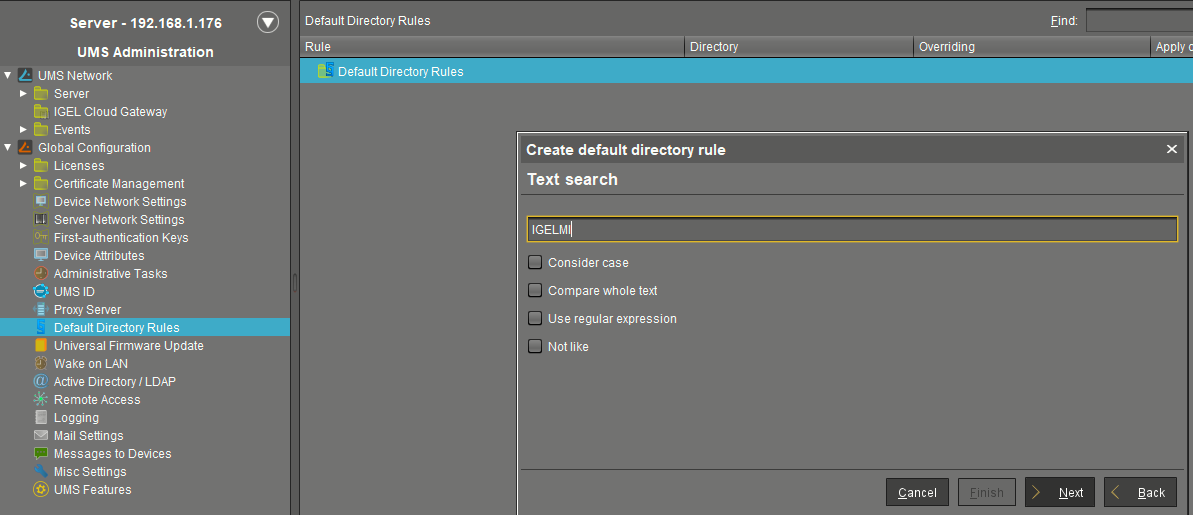 Server - 192.168.1.176
UMS Administration
UMS Network
Server
IGEL Cloud Gateway
Events
Global Configuration
Licenses
Certificate Management
Device Network Settings
Server Network Settings
First-authentication Keys
Device Attributes
Administrative Tasks
UMS ID
Proxy Server
Default Directory Rules
Universal Firmware Update
Wake on LAN
Active Directory / LDAP
Remote Access
Logging
Mail Settings
Messages to Devices
Misc Settings
UMS Features
Default Directory Rules
Find:
Rule Directory Overriding Apply
Default Directory Rules
Create default directory rule
Text search
IGELMI
Consider case
Compare whole text
Use regular expression
Not like
Cancel Finish Next Back